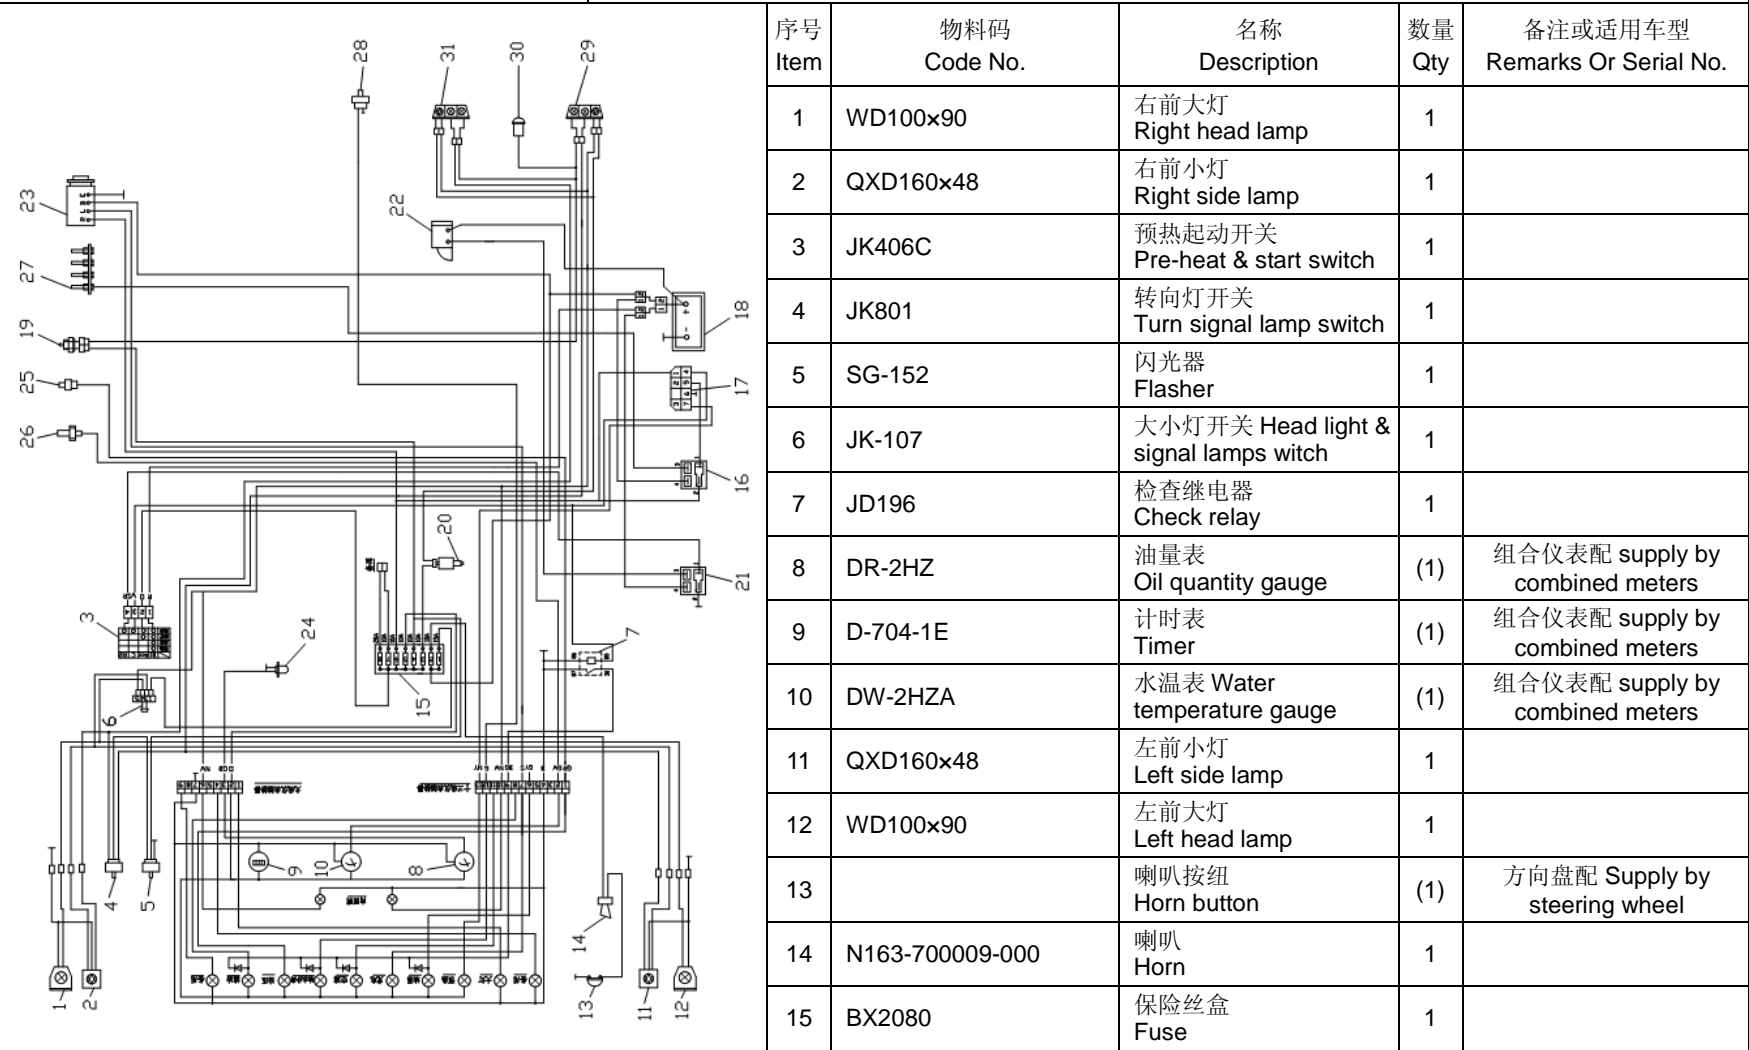 序号 Item	物料码 Code No.	名称 Description	数量 Qty	备注或适用车型 Remarks Or Serial No.
1	WD100×90	右前大灯 Right head lamp	1
2	QXD160×48	右前小灯 Right side lamp	1
3	JK406C	预热起动开关 Pre-heat & start switch	1
4	JK801	转向灯开关 Turn signal lamp switch	1
5	SG-152	闪光器 Flasher	1
6	JK-107	大小灯开关 Head light & signal lamps witch	1
7	JD196	检查继电器 Check relay	1
8	DR-2HZ	油量表 Oil quantity gauge	(1)	组合仪表配 supply by combined meters
9	D-704-1E	计时表 Timer	(1)	组合仪表配 supply by combined meters
10	DW-2HZA	水温表 Water temperature gauge	(1)	组合仪表配 supply by combined meters
11	QXD160×48	左前小灯 Left side lamp	1
12	WD100×90	左前大灯 Left head lamp	1
13	喇叭按纽 Horn button	(1)	方向盘配 Supply by steering wheel
14	N163-700009-000	喇叭 Horn	1
15	BX2080	保险丝盒 Fuse	1
28
31
30
29
23
22
27
18
19
25
17
26
16
20
21
3
24
7
15
6
4
5
9
10
8
14
1
2
13
11
12